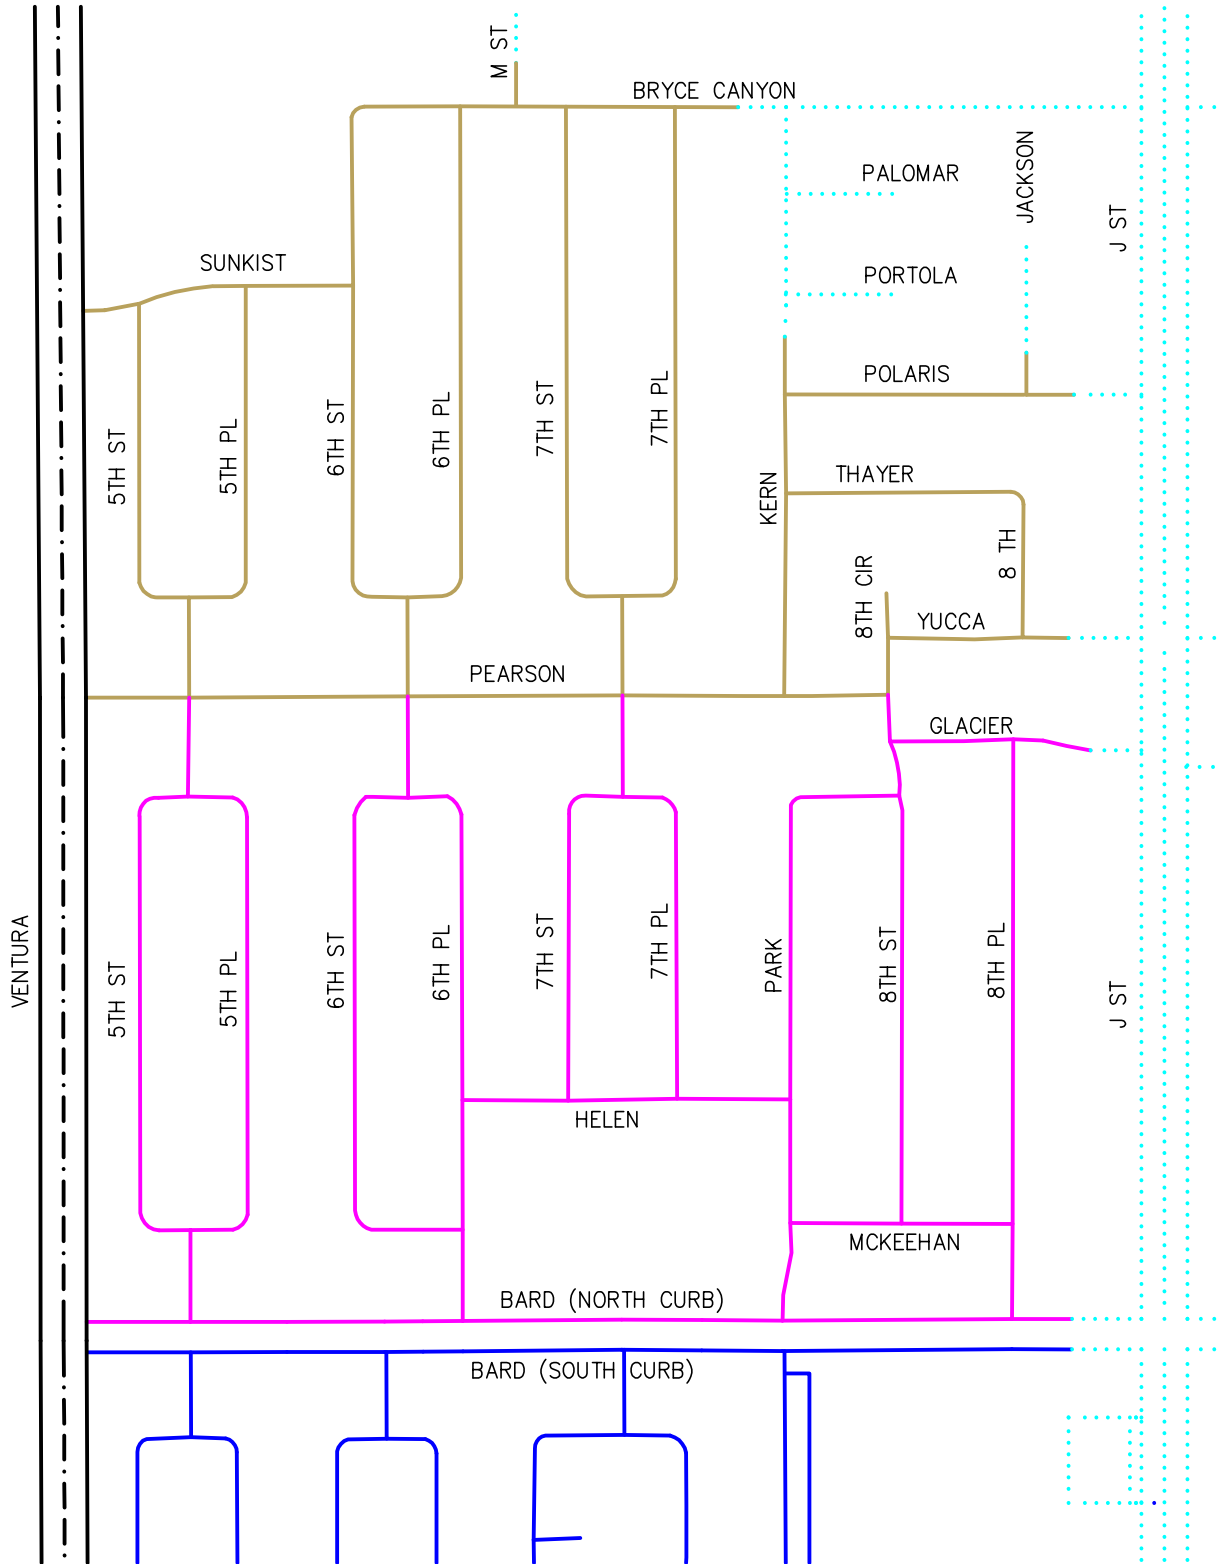 M ST
BRYCE CANYON
PALOMAR
JACKSON
J ST
SUNKIST
PORTOLA
POLARIS
5TH ST
5TH PL
6TH ST
6TH PL
7TH ST
7TH PL
KERN
THAYER
8TH CIR
8 TH
YUCCA
PEARSON
GLACIER
VENTURA
5TH ST
5TH PL
6TH ST
6TH PL
7TH ST
7TH PL
PARK
8TH ST
8TH PL
J ST
HELEN
MCKEEHAN
BARD (NORTH CURB)
BARD (SOUTH CURB)